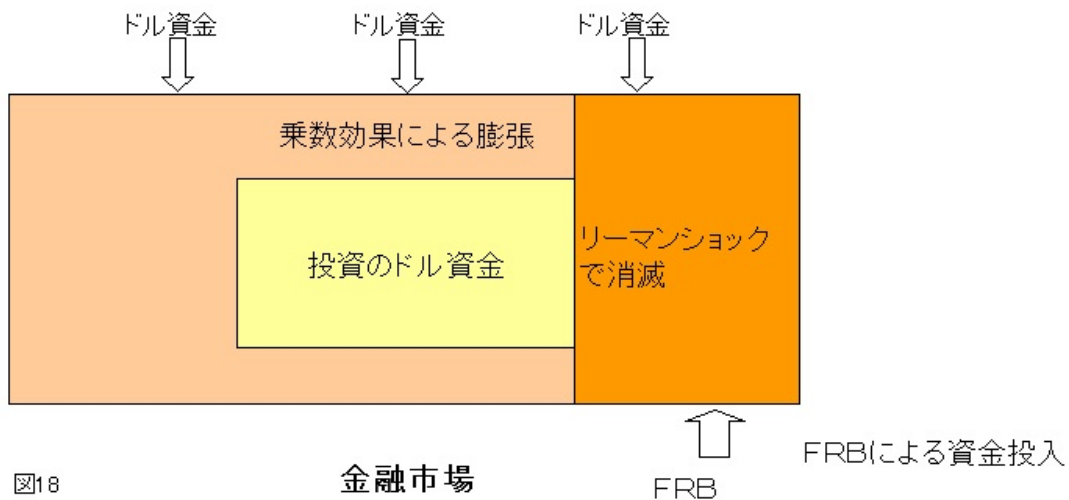 ドル資金
ドル資金
ドル資金
乗数効果による膨張
投資のドル資金
リーマンショック
で消滅
FRBによる資金投入
図18
金融市場
FRB